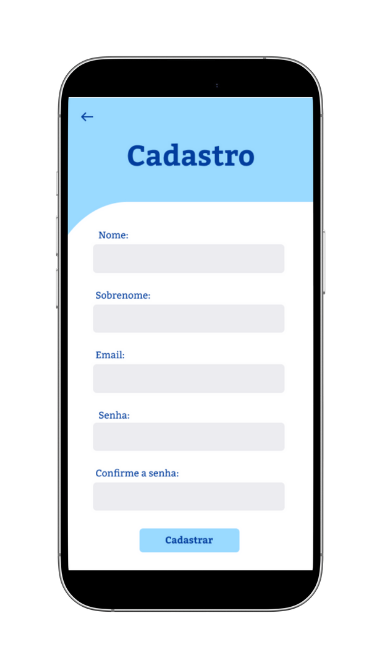 Cadastro
Nome:
Sobrenome:
Email:
Senha:
Confirme a senha:
Cadastrar